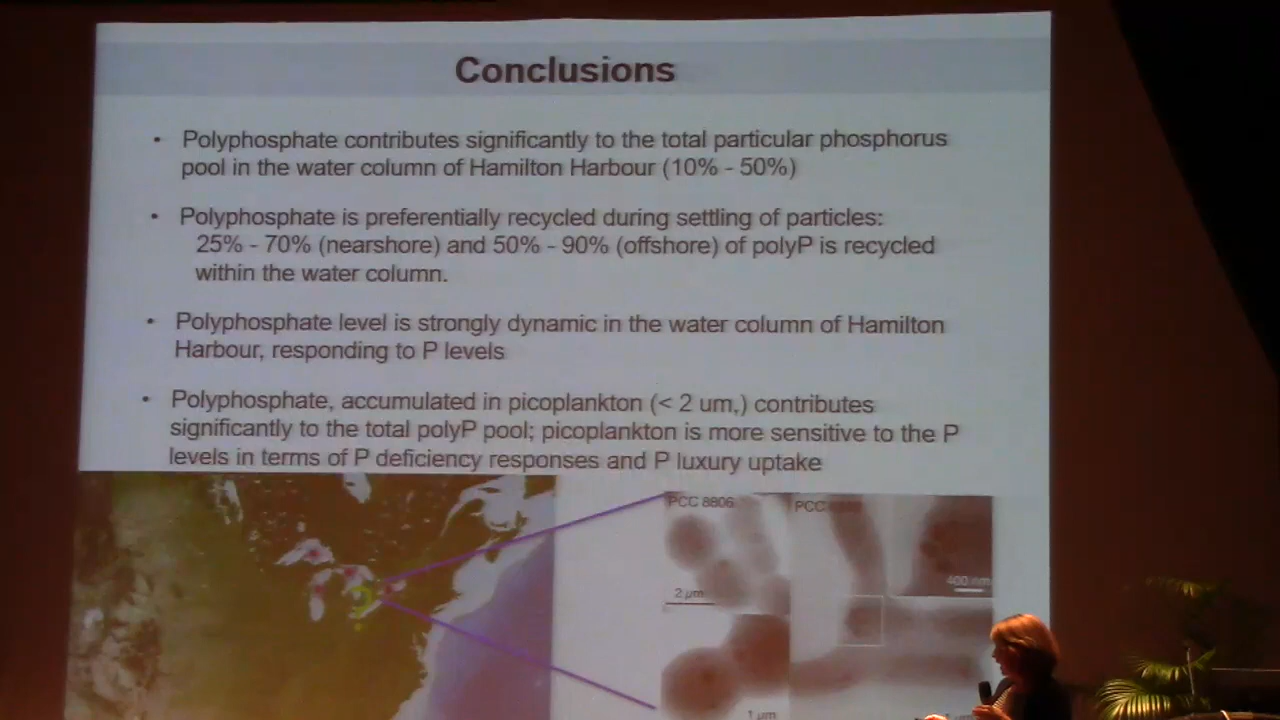 Conclusions
• Polyphosphate contributes significantly to the total particular phosphorus
pool in the water column of Hamilton Harbour (10% - 50%)
• Polyphosphate is preferentially recycled during settling of particles:
25% - 70% (nearshore) and 50% - 90% (offshore) of polyP is recycled
within the water column.
• Polyphosphate level is strongly dynamic in the water column of Hamilton
Harbour, responding to P levels
• Polyphosphate, accumulated in picoplankton (< 2 um,) contributes
significantly to the total polyP pool; picoplankton is more sensitive to the P
levels in terms of P deficiency responses and P luxury uptake
PCC 8806
PCC
400 nm
2 µm
1 µm